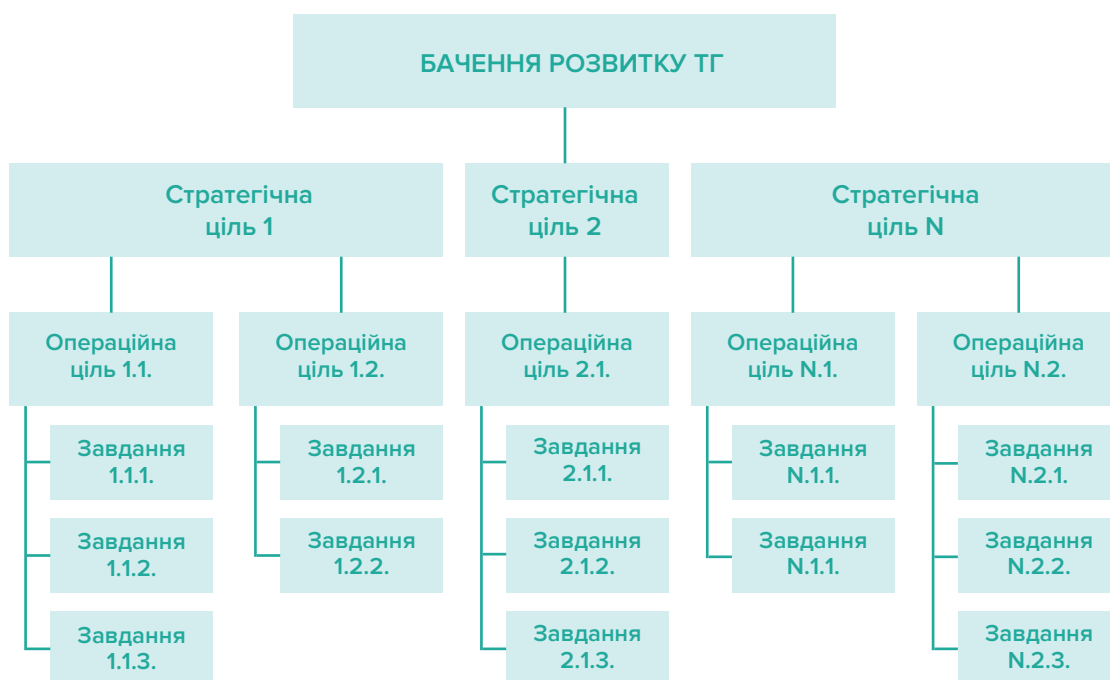 БАЧЕННЯ РОЗВИТКУ ТГ
Стратегічна
ціль 1
Стратегічна
ціль 2
Стратегічна
ціль N
Операційна
ціль 1.1.
Операційна
ціль 1.2.
Операційна
ціль 2.1.
Операційна
ціль N.1.
Операційна
ціль N.2.
Завдання
1.1.1.
Завдання
1.2.1.
Завдання
2.1.1.
Завдання
N.1.1.
Завдання
N.2.1.
Завдання
1.1.2.
Завдання
1.2.2.
Завдання
2.1.2.
Завдання
N.1.1.
Завдання
N.2.2.
Завдання
1.1.3.
Завдання
2.1.3.
Завдання
N.2.3.